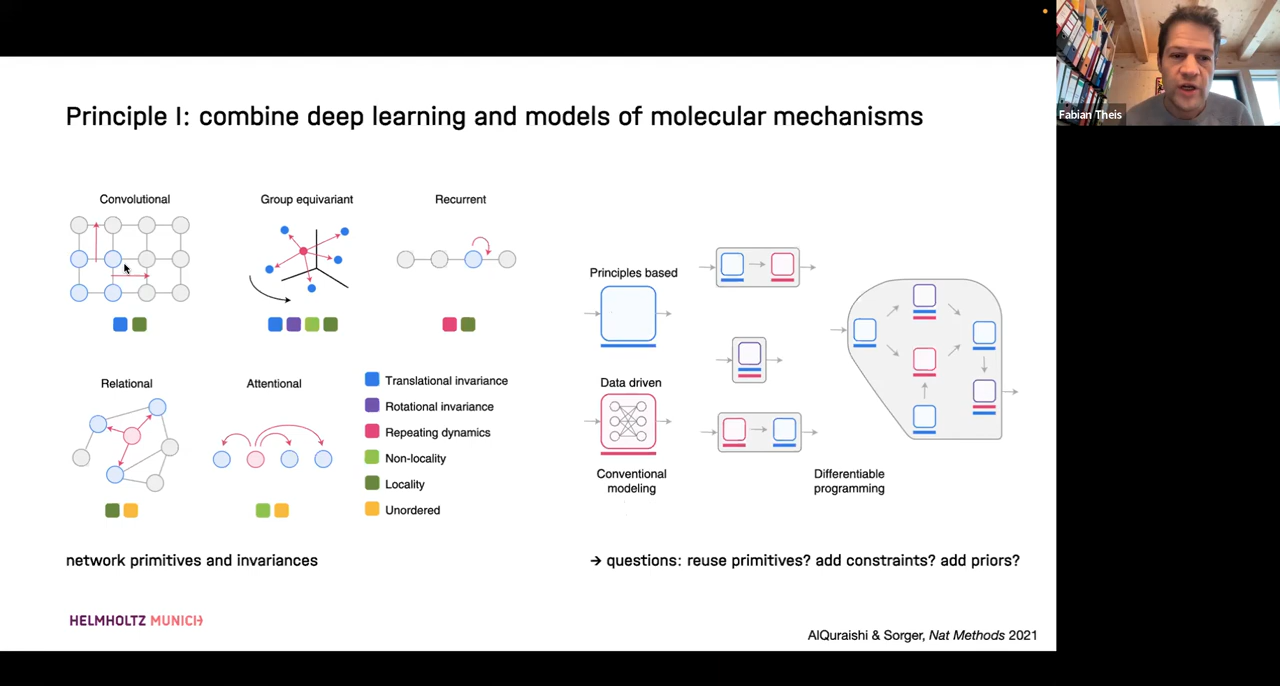 Principle I: combine deep learning and models of molecular mechanisms
Fabian Theis
Convolutional
Group equivariant
Recurrent
Relational
Attentional
Translational invariance
Rotational invariance
Repeating dynamics
Non-locality
Locality
Unordered
Principles based
Data driven
Conventional
modeling
Differentiable
programming
network primitives and invariances
→ questions: reuse primitives? add constraints? add priors?
HELMHOLTZ MUNICH
AlQuraishi & Sorger, Nat Methods 2021